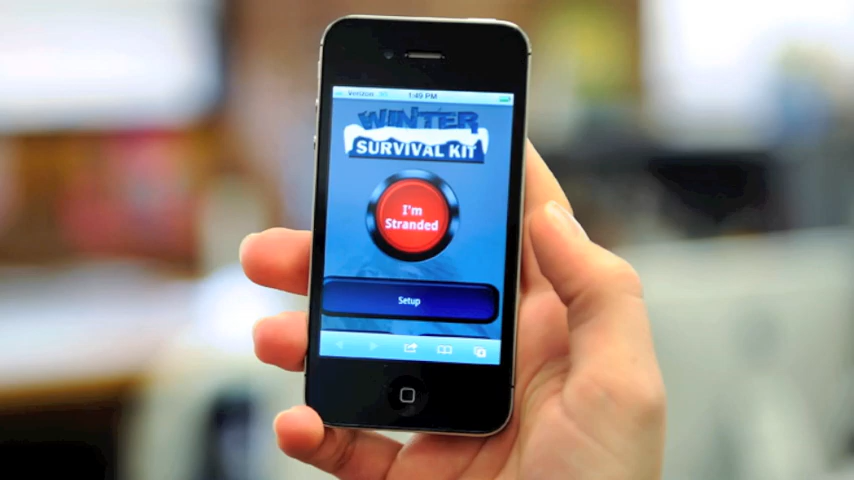 Verizon 1:49 PM
WINTER
SURVIVAL KIT
I'm
Stranded
Setup